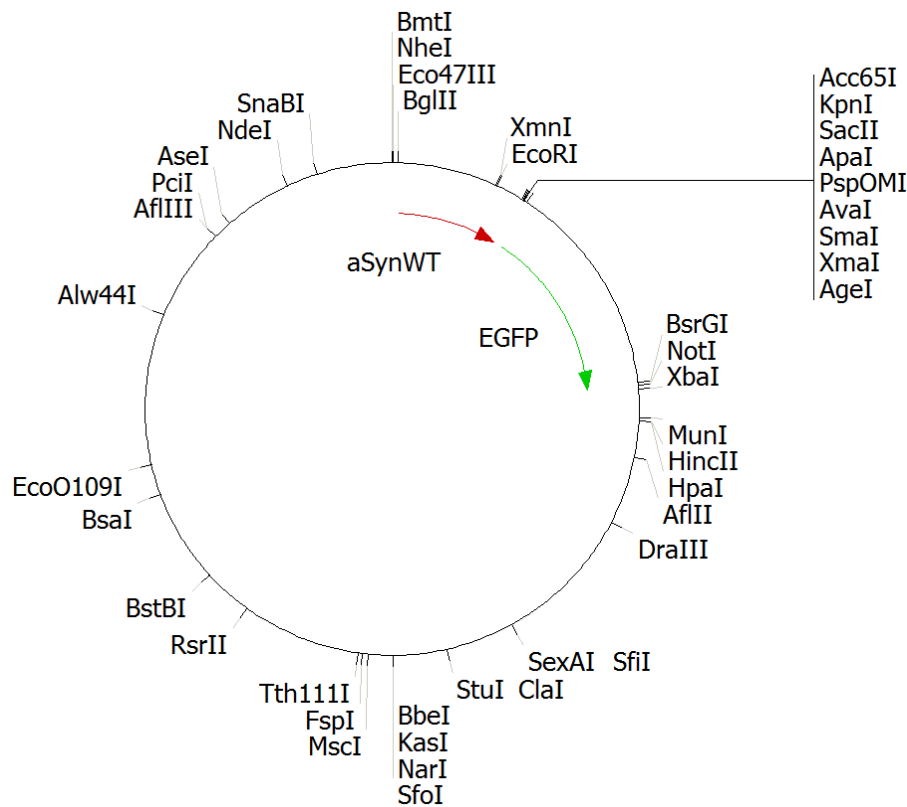 BmtI
NheI
Eco47III
BglII
XmnI
EcoRI
Acc65I
KpnI
SacII
ApaI
PspOMI
AvaI
SmaI
XmaI
AgeI
SnaBI
NdeI
AseI
PciI
AflIII
Alw44I
aSynWT
EGFP
BsrGI
NotI
XbaI
MunI
HincII
HpaI
AflII
DraIII
SexAI SfiI
StuI ClaI
BbeI
KasI
NarI
SfoI
Tth111I
FspI
MscI
RsrII
BstBI
BsaI
EcoO109I